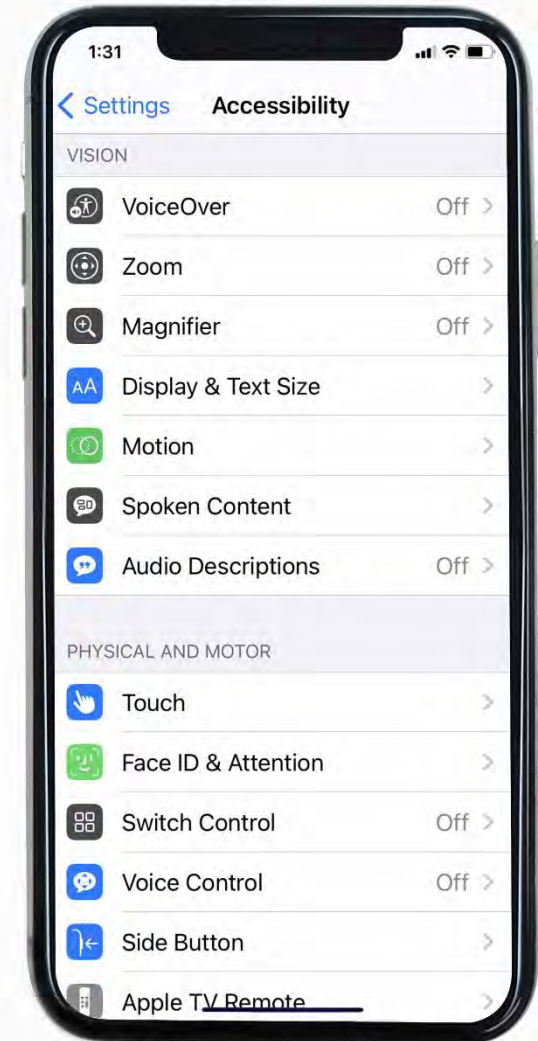 1:31
Settings Accessibility
VISION
VoiceOver Off
Zoom Off
Magnifier Off
Display & Text Size
Motion
Spoken Content
Audio Descriptions Off
PHYSICAL AND MOTOR
Touch
Face ID & Attention
Switch Control Off
Voice Control Off
Side Button
Apple TV Remote